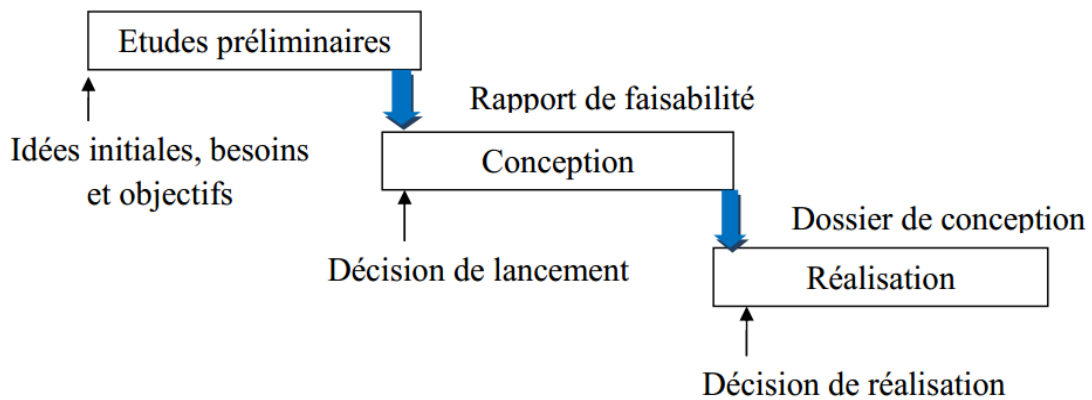 Etudes préliminaires
Rapport de faisabilité
Idées initiales, besoins
et objectifs
Conception
Dossier de conception
Décision de lancement
Réalisation
Décision de réalisation